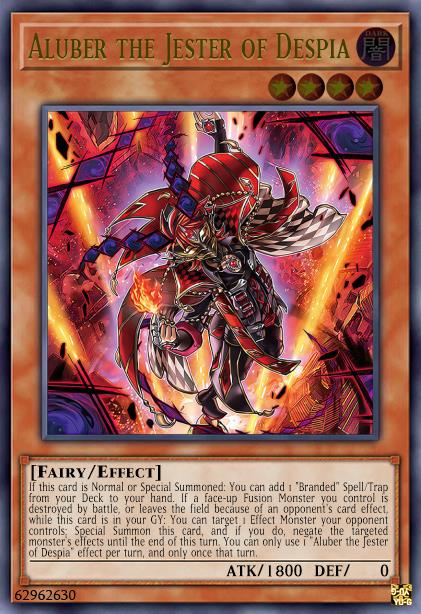 Aluber the Jester of Despia
DARK
闇
[Fairy/Effect]
If this card is Normal or Special Summoned: You can add 1 "Branded" Spell/Trap
from your Deck to your hand. If a face-up Fusion Monster you control is
destroyed by battle, or leaves the field because of an opponent's card effect,
while this card is in your GY: You can target 1 Effect Monster your opponent
controls; Special Summon this card, and if you do, negate the targeted
monster's effects until the end of this turn. You can only use 1 "Aluber the Jester
of Despia" effect per turn, and only once that turn.
ATK/1800 DEF/ 0
62962630